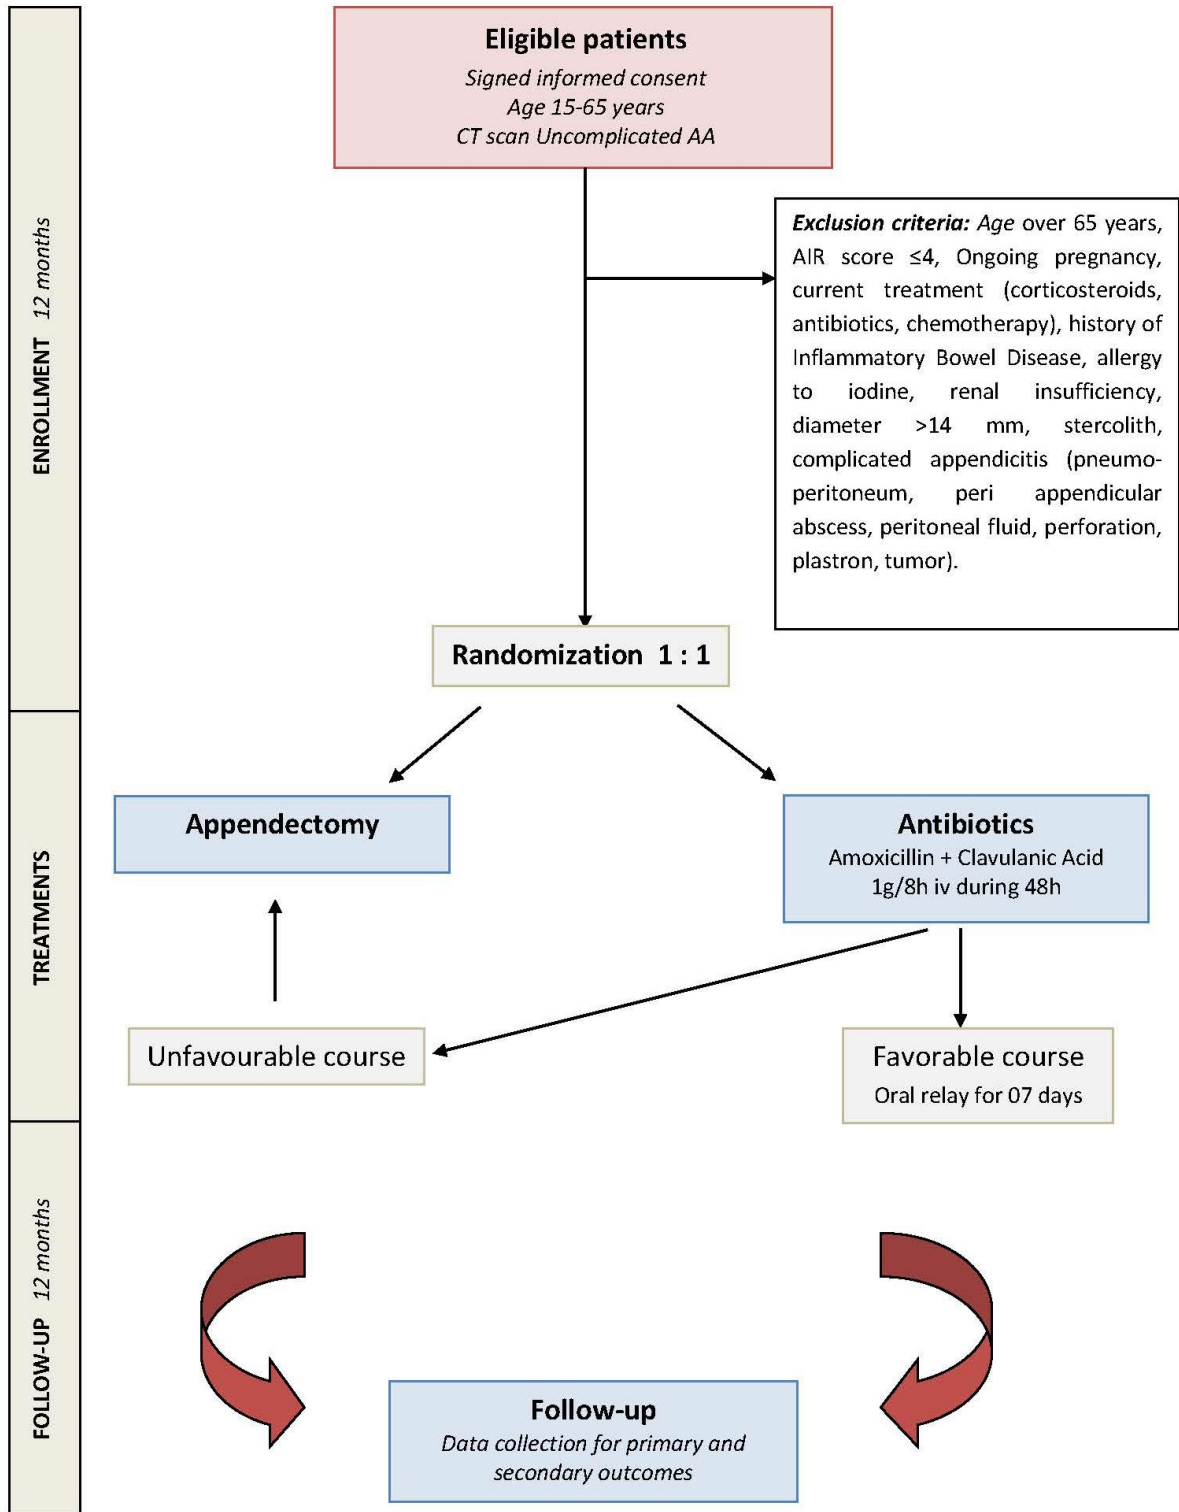 Eligible patients
Signed informed consent
Age 15-65 years
CT scan Uncomplicated AA
ENROLLMENT 12 months
Exclusion criteria: Age over 65 years,
AIR score ≤4, Ongoing pregnancy,
current treatment (corticosteroids,
antibiotics, chemotherapy), history of
Inflammatory Bowel Disease, allergy
to iodine, renal insufficiency,
diameter >14 mm, stercolith,
complicated appendicitis (pneumo-
peritoneum, peri appendicular
abscess, peritoneal fluid, perforation,
plastron, tumor).
Randomization 1 : 1
TREATMENTS
Appendectomy
Antibiotics
Amoxicillin + Clavulanic Acid
1g/8h iv during 48h
Unfavourable course
Favorable course
Oral relay for 07 days
FOLLOW-UP 12 months
Follow-up
Data collection for primary and
secondary outcomes